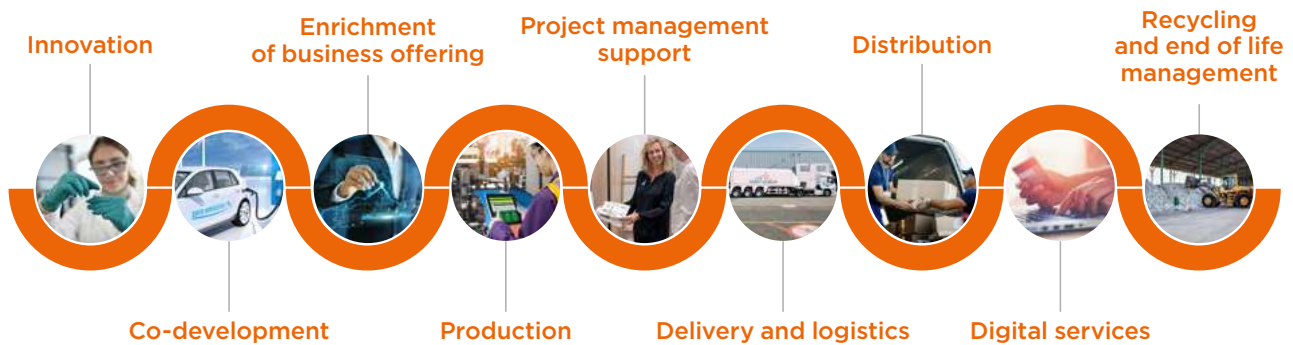 Innovation
Enrichment
of business offering
Project management
support
Distribution
Recycling
and end of life
management
Co-development
Production
Delivery and logistics
Digital services